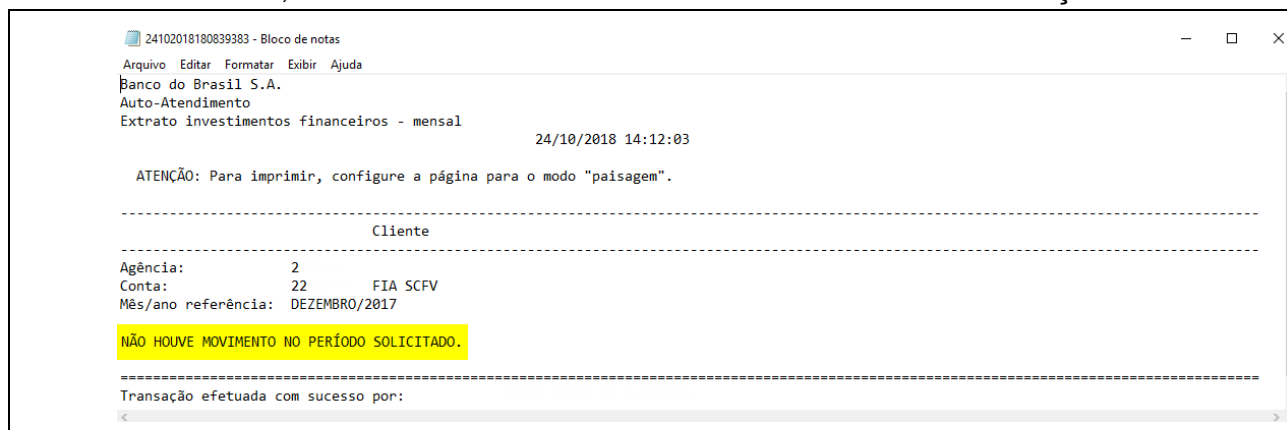 24102018180839383 - Bloco de notas
Arquivo Editar Formatar Exibir Ajuda
Banco do Brasil S.A.
Auto-Atendimento
Extrato investimentos financeiros - mensal
24/10/2018 14:12:03
ATENÇÃO: Para imprimir, configure a página para o modo "paisagem".
Cliente
Agência: 2
Conta: 22 FIA SCFV
Mês/ano referência: DEZEMBRO/2017
NÃO HOUVE MOVIMENTO NO PERÍODO SOLICITADO.
Transação efetuada com sucesso por: